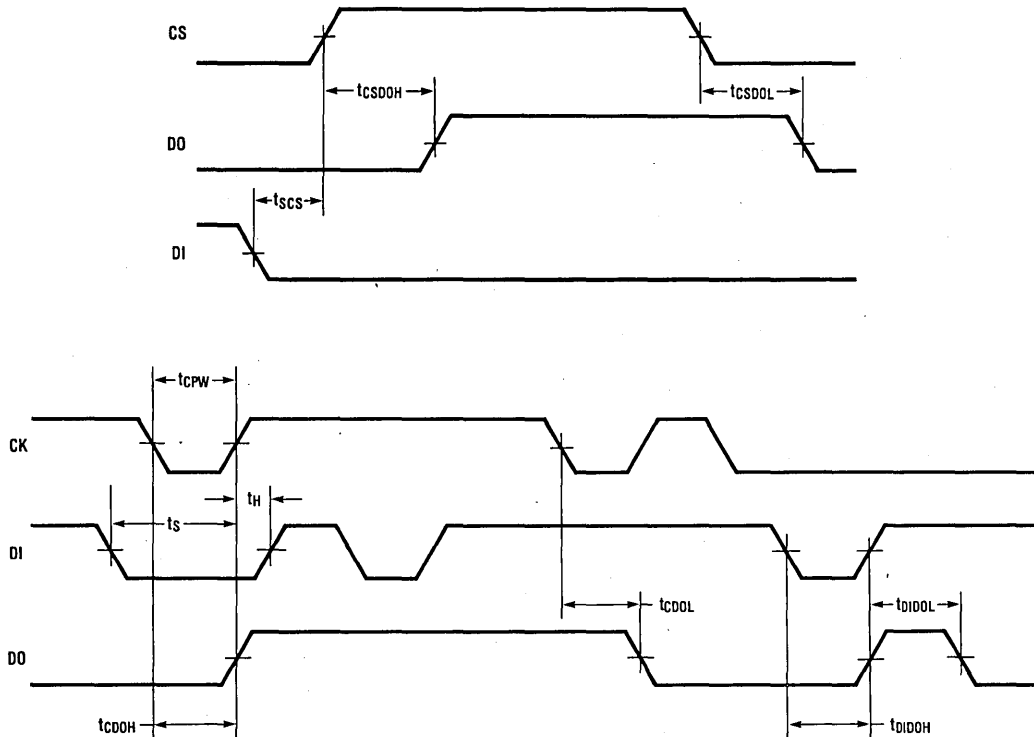 CS
tCSDOH
tCSDOL
DO
tSCS
DI
tCPW
CK
tH
tS
DI
tCDOL
tDIDOL
DO
tCDOH
tDIDOH